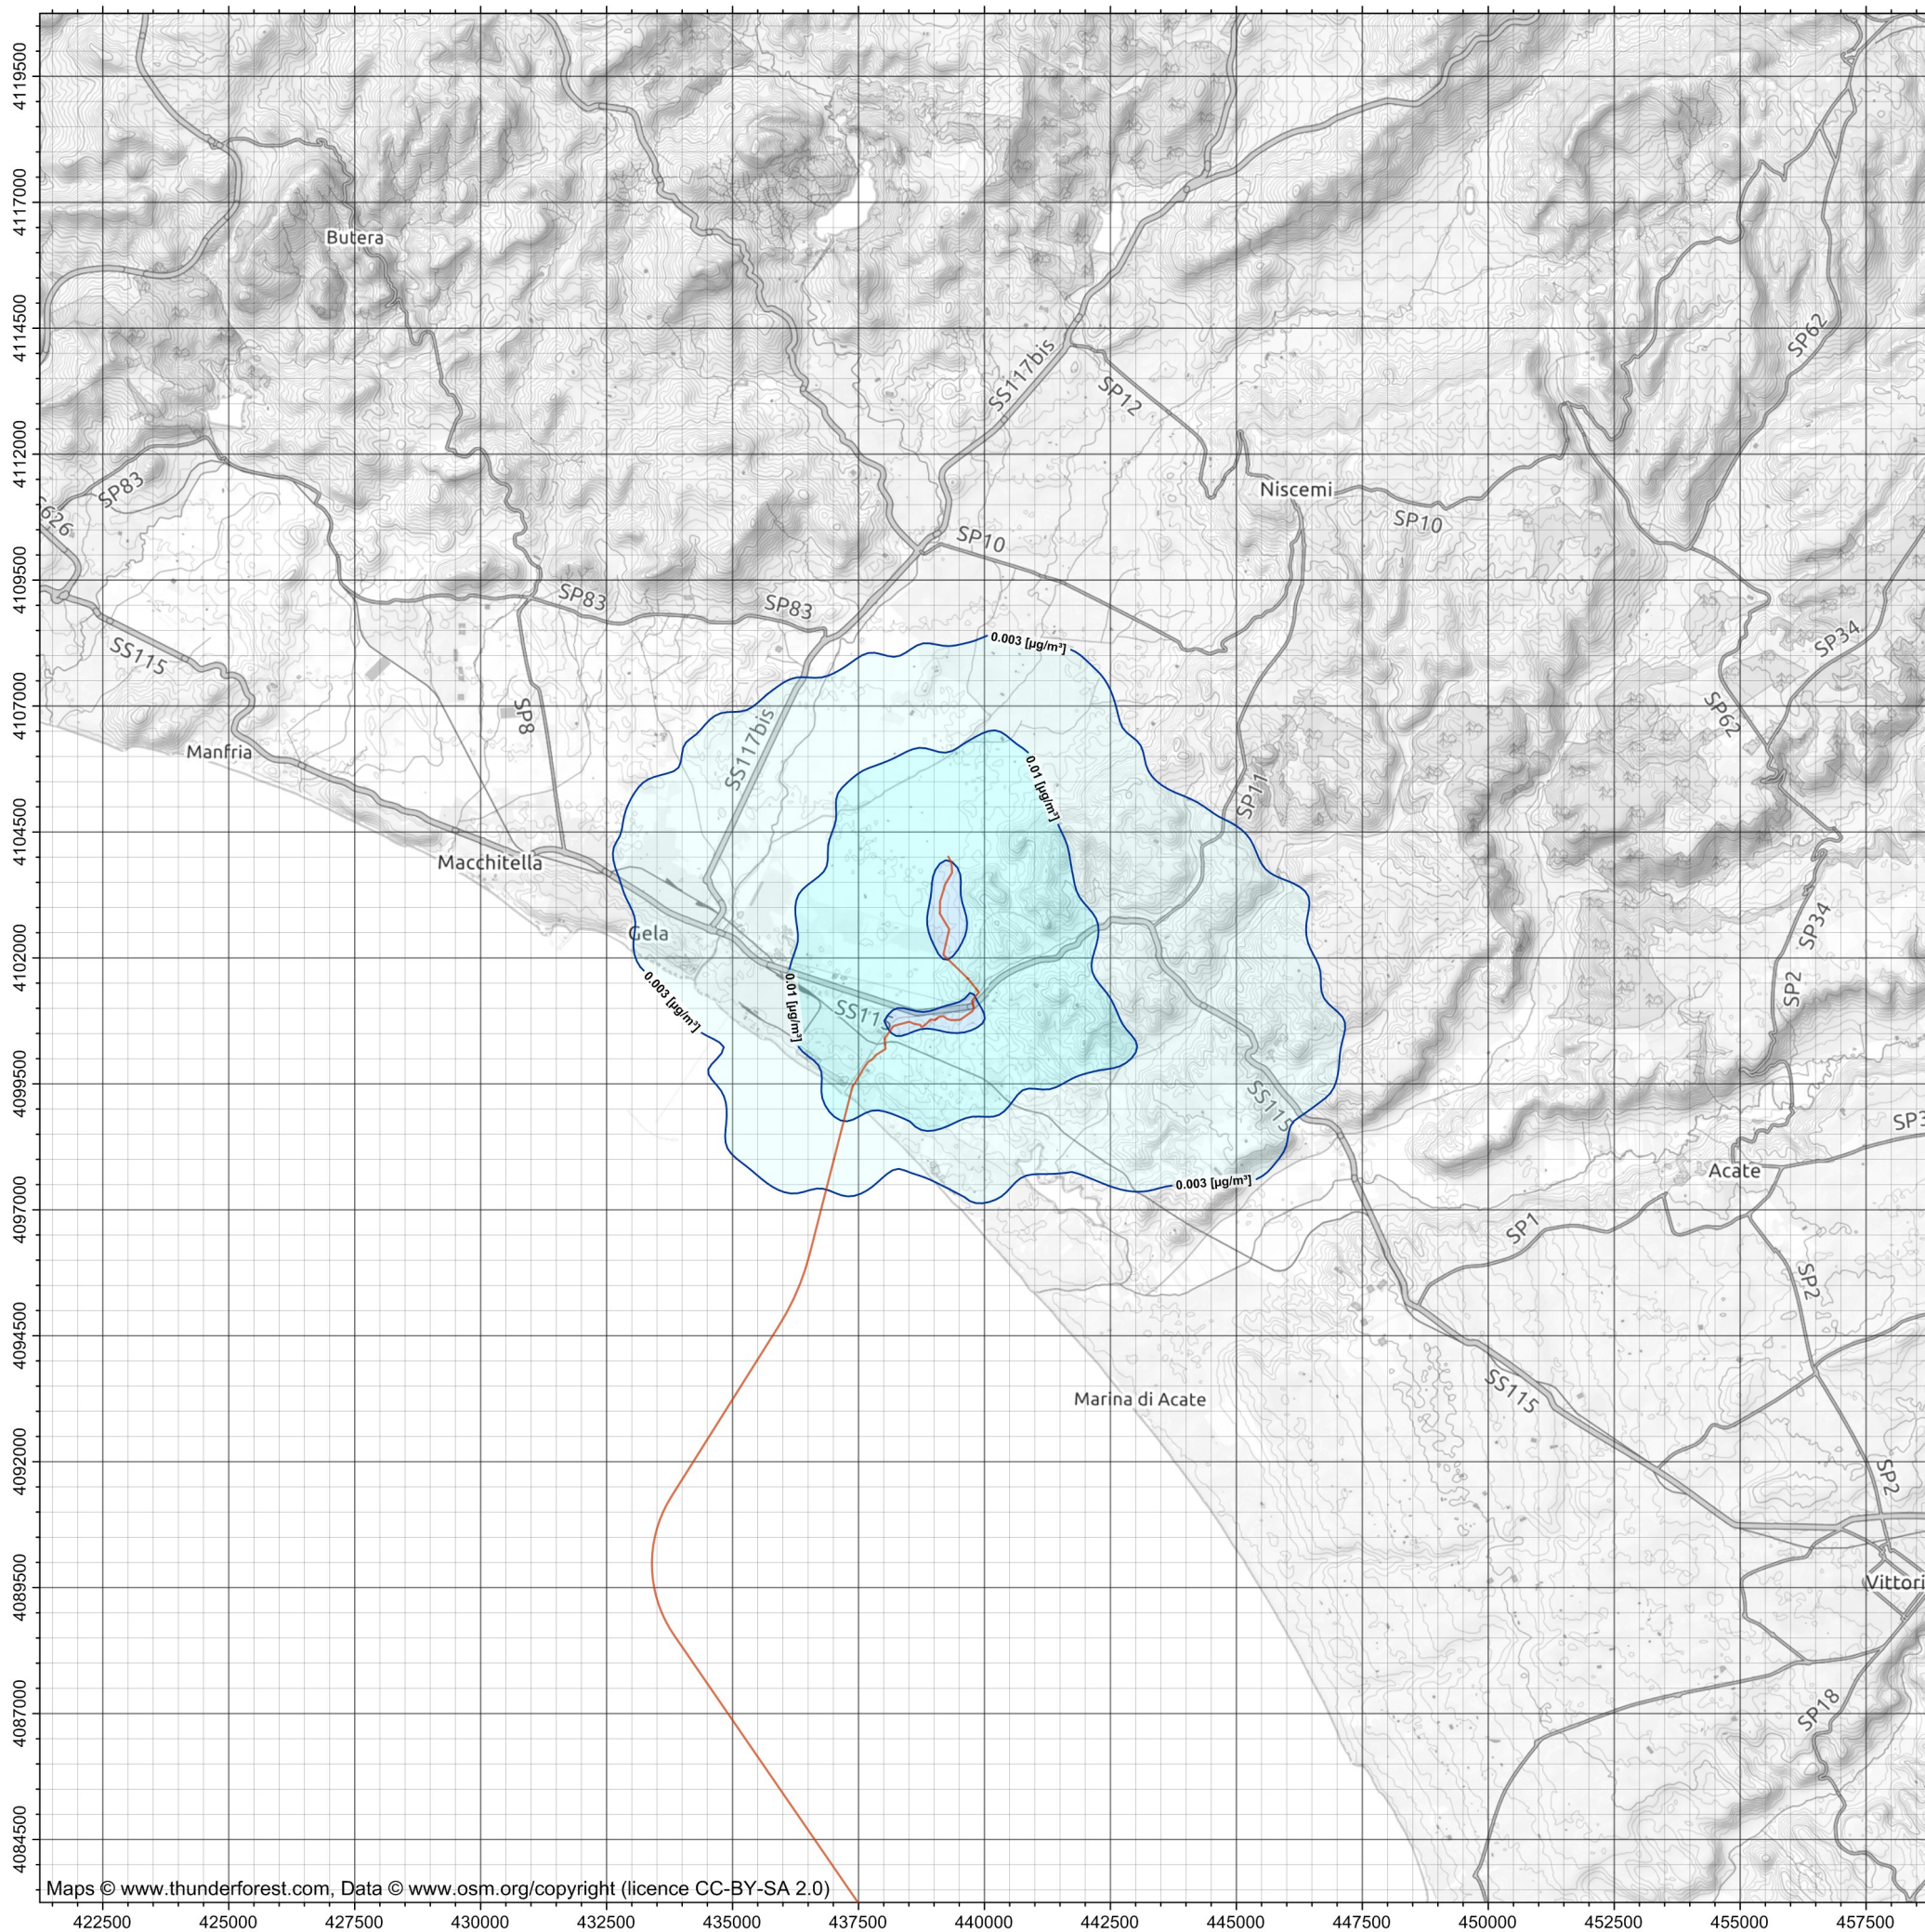 4119500
4117000
4114500
4112000
4109500
4107000
4104500
4102000
4099500
4097000
4094500
4092000
4089500
4087000
4084500
Butera
SP62
SS117bis
SP12
SP83
Niscemi
626
SP10
SP10
SP83
SP83
SP34
SS115
0.003 [µg/m³]
SP8
SS117bis
SP62
Manfria
0.01 [µg/m³]
SP11
Macchitella
Gela
SP34
0.003 [µg/m³]
0.01 [µg/m³]
SS115
SP2
SS115
SP3
Acate
0.003 [µg/m³]
SP1
SP2
SS115
Marina di Acate
SP2
Vittori
SP18
Maps © www.thunderforest.com, Data © www.osm.org/copyright (licence CC-BY-SA 2.0)
422500 425000 427500 430000 432500 435000 437500 440000 442500 445000 447500 450000 452500 455000 457500